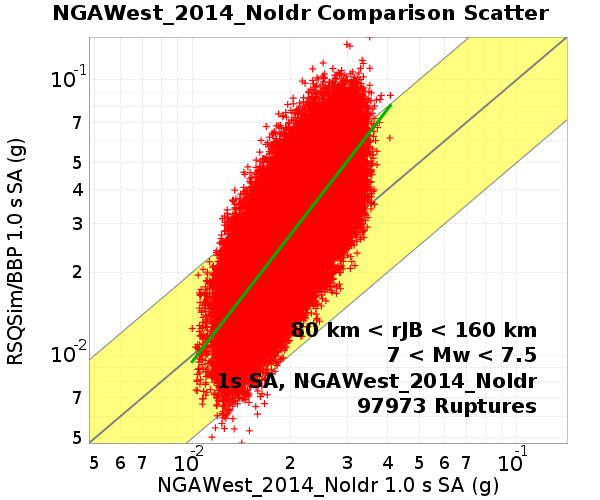 NGAWest_2014_NoIdr Comparison Scatter
RSQSim/BBP 1.0 s SA (g)
10-1
7
5
4
3
2
10-2
7
5
80 km < rJB < 160 km
7 < Mw < 7.5
1s SA, NGAWest_2014_NoIdr
97973 Ruptures
5 6 7 10-2 2 3 4 5 6 7 10-1
NGAWest_2014_NoIdr 1.0 s SA (g)